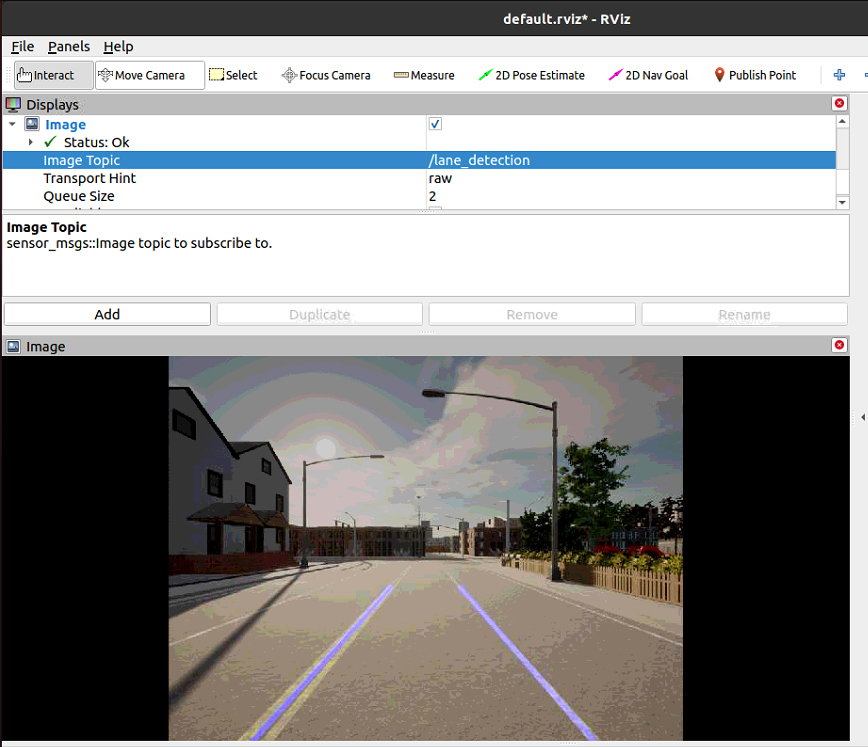 default.rviz* - RViz
File Panels Help
Interact Move Camera Select Focus Camera Measure 2D Pose Estimate 2D Nav Goal Publish Point
Displays
Image
Status: Ok
Image Topic /lane_detection
Transport Hint raw
Queue Size 2
Image Topic
sensor_msgs::Image topic to subscribe to.
Add Duplicate Remove Rename
Image